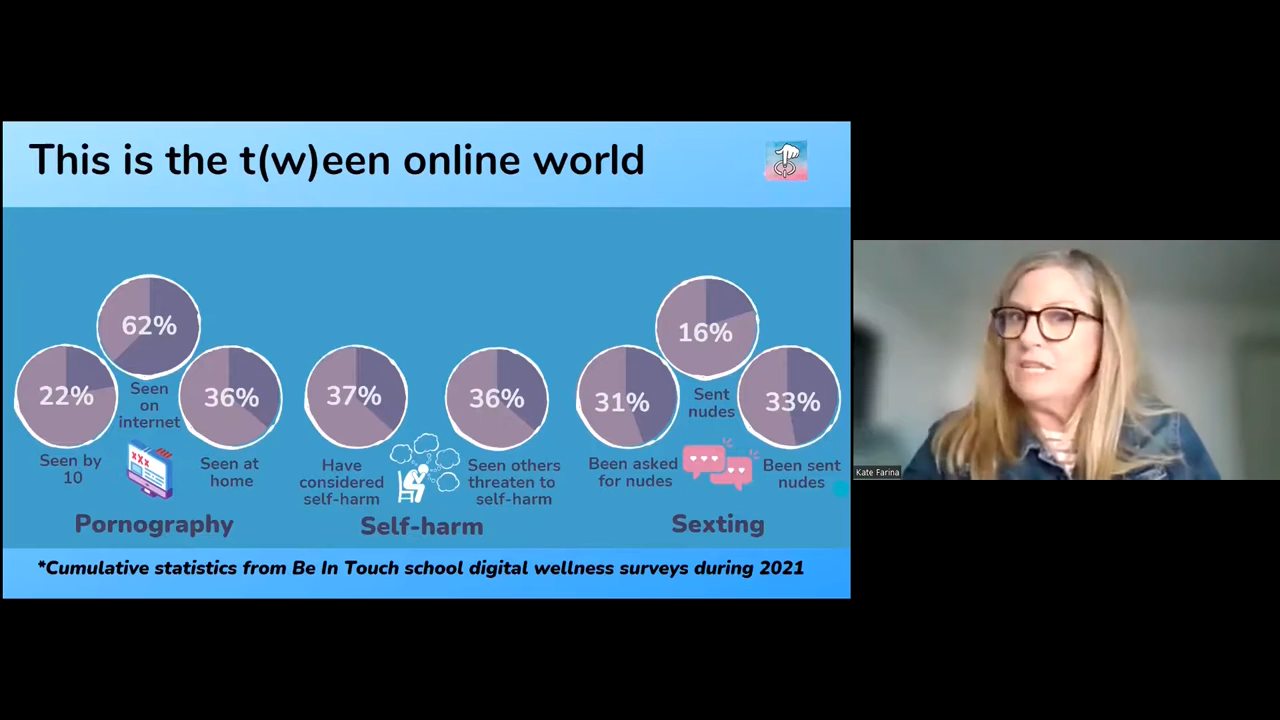 This is the t(w)een online world
62%
22%
36%
Seen
on
internet
Seen by
10
Seen at
home
XXX
Pornography
37%
36%
Have
considered
self-harm
Seen others
threaten to
self-harm
Self-harm
16%
31%
33%
Sent
nudes
Been asked
for nudes
Been sent
nudes
Sexting
*Cumulative statistics from Be In Touch school digital wellness surveys during 2021
Kate Farina